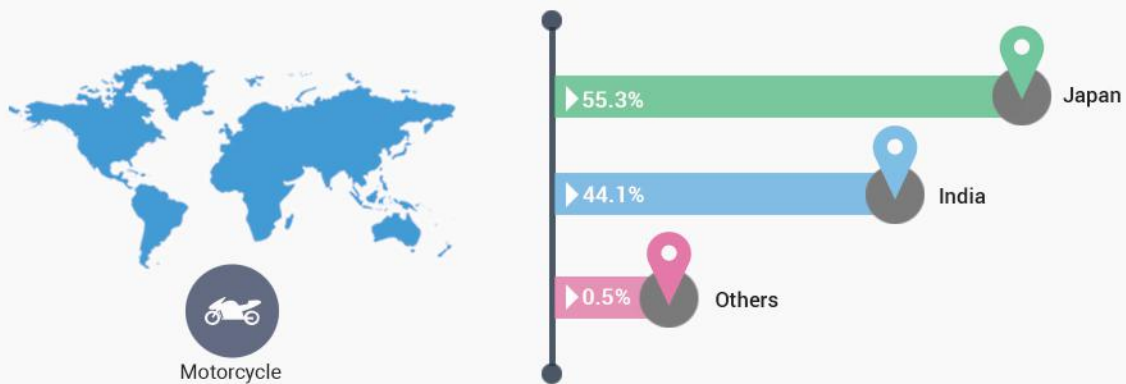 55.3%
Japan
44.1%
India
0.5%
Others
Motorcycle